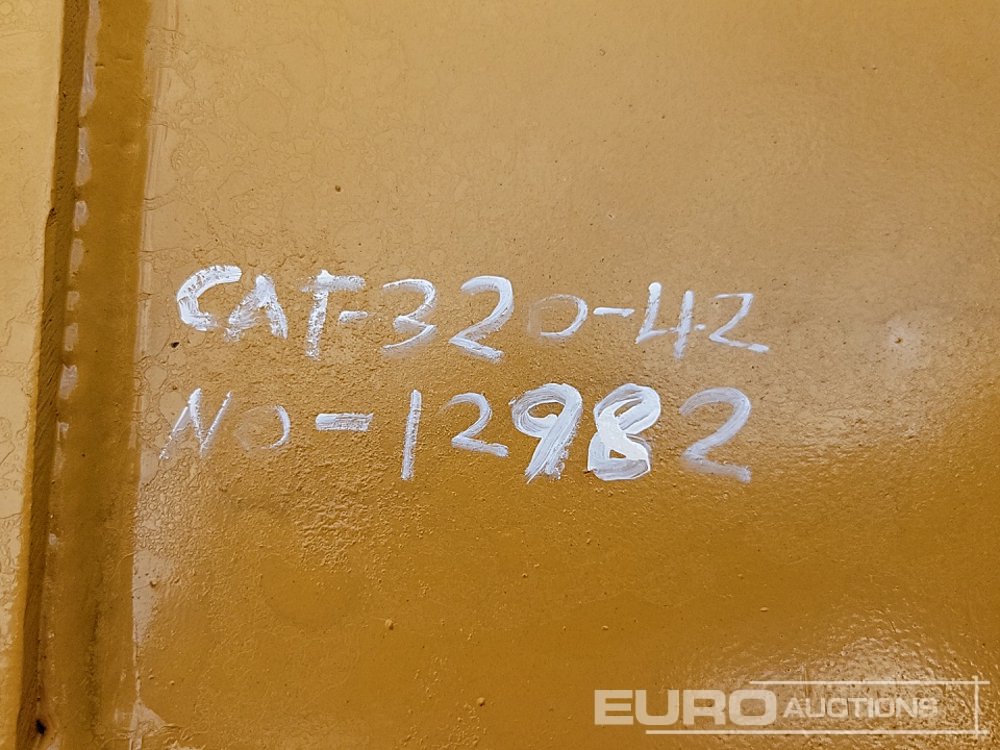 CAT-320-42
NO-12982
EURO AUCTIONS